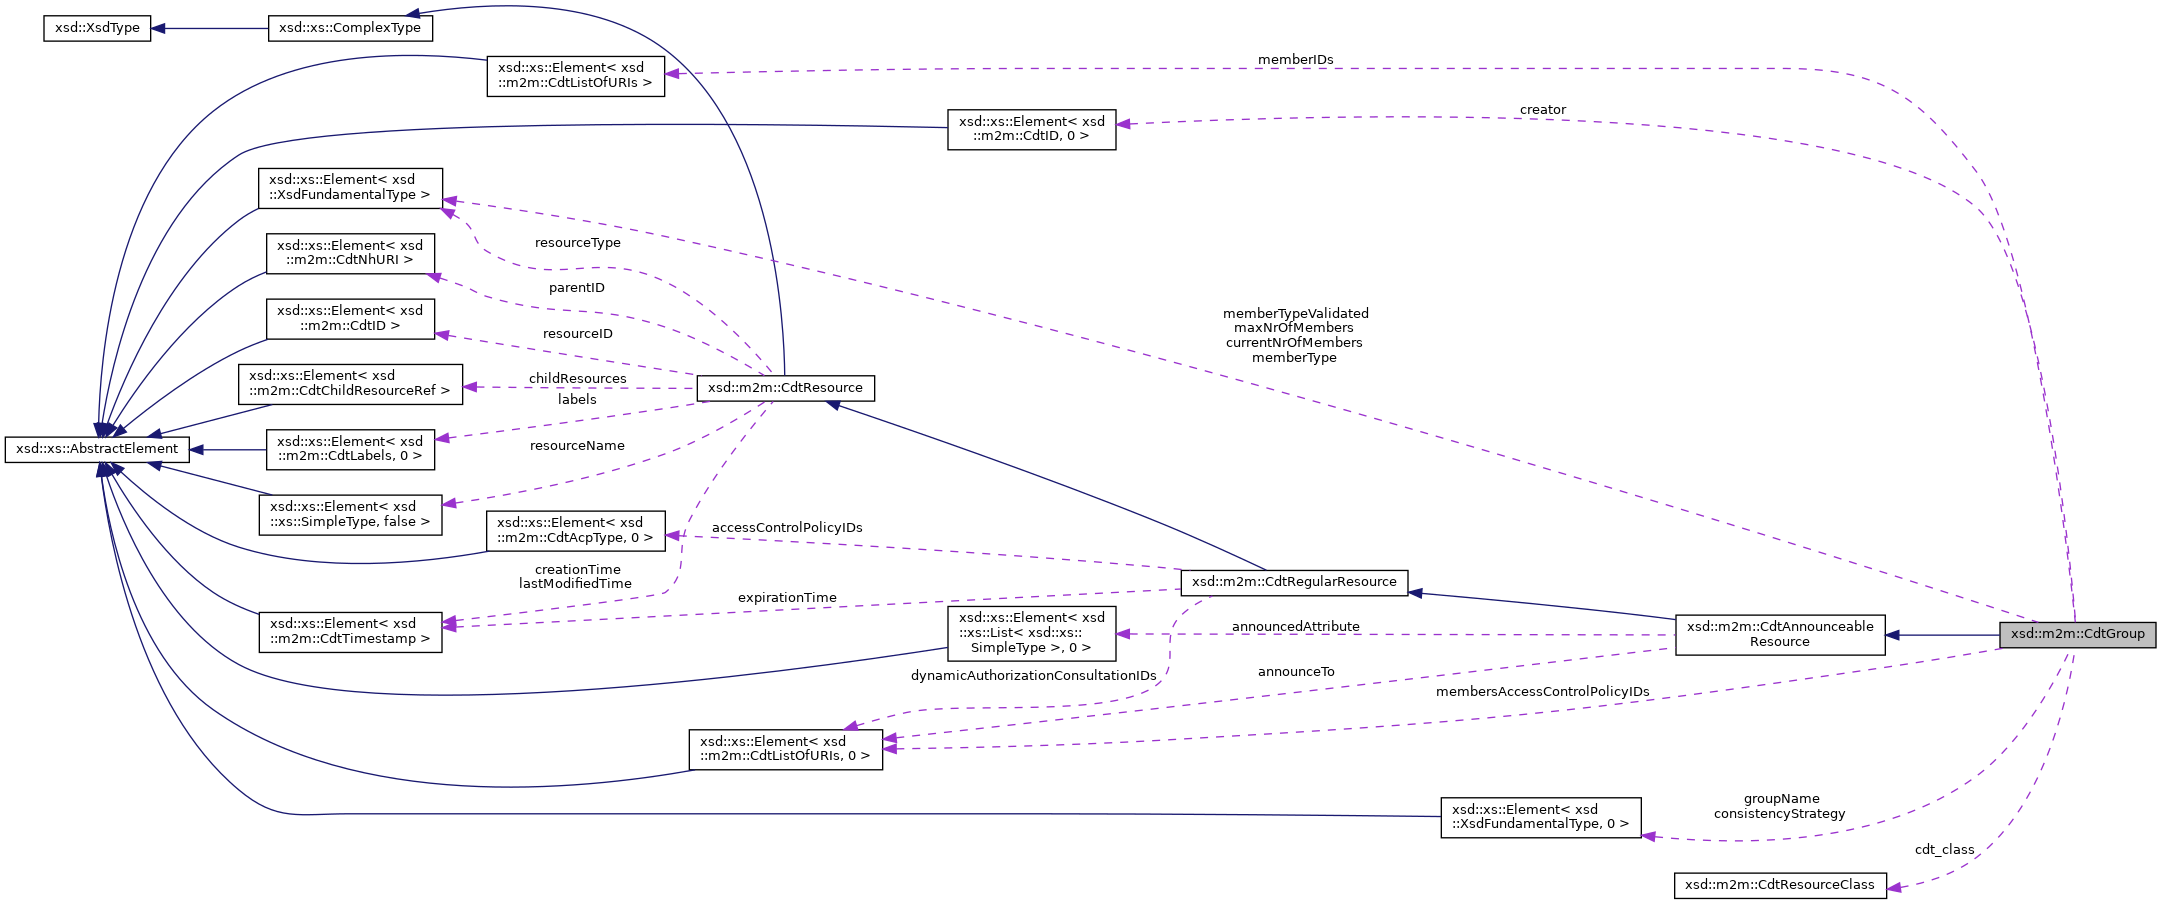 xsd::XsdType
xsd::xs::ComplexType
xsd::xs::Element< xsd
::m2m::CdtListOfURIs >
memberIDs
xsd::xs::Element< xsd
::m2m::CdtID, 0 >
creator
xsd::xs::Element< xsd
::XsdFundamentalType >
resourceType
xsd::xs::Element< xsd
::m2m::CdtNhURI >
parentID
xsd::xs::Element< xsd
::m2m::CdtID >
resourceID
memberTypeValidated
maxNrOfMembers
currentNrOfMembers
memberType
xsd::xs::Element< xsd
::m2m::CdtChildResourceRef >
childResources
labels
xsd::m2m::CdtResource
xsd::xs::AbstractElement
xsd::xs::Element< xsd
::m2m::CdtLabels, 0 >
resourceName
xsd::xs::Element< xsd
::xs::SimpleType, false >
xsd::xs::Element< xsd
::m2m::CdtAcpType, 0 >
accessControlPolicyIDs
creationTime
lastModifiedTime
xsd::m2m::CdtRegularResource
expirationTime
xsd::xs::Element< xsd
::m2m::CdtTimestamp >
xsd::xs::Element< xsd
::xs::List< xsd::xs::
SimpleType >, 0 >
announcedAttribute
xsd::m2m::CdtAnnounceable
Resource
xsd::m2m::CdtGroup
dynamicAuthorizationConsultationIDs
announceTo
membersAccessControlPolicyIDs
xsd::xs::Element< xsd
::m2m::CdtListOfURIs, 0 >
xsd::xs::Element< xsd
::XsdFundamentalType, 0 >
groupName
consistencyStrategy
cdt_class
xsd::m2m::CdtResourceClass